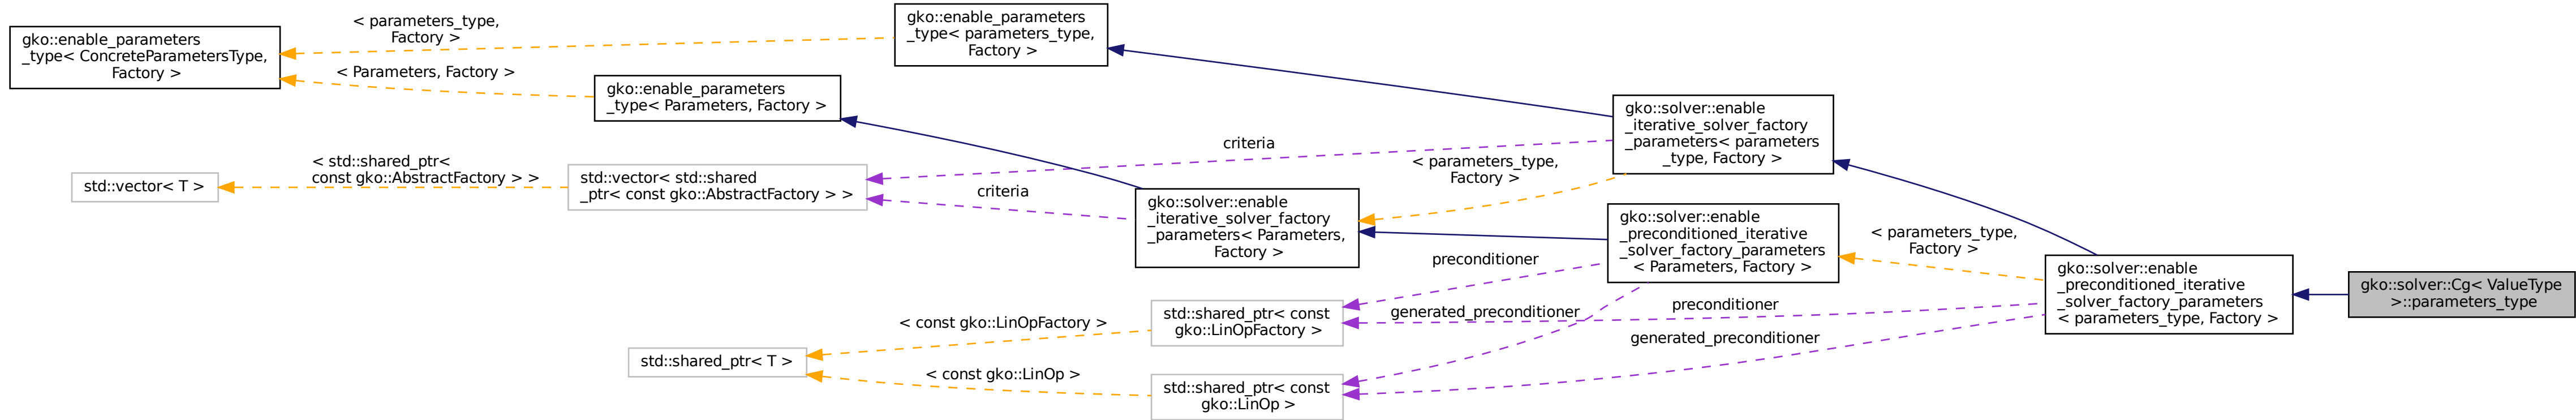 gko::enable_parameters
_type< ConcreteParametersType,
Factory >
< parameters_type,
Factory >
< Parameters, Factory >
gko::enable_parameters
_type< parameters_type,
Factory >
gko::enable_parameters
_type< Parameters, Factory >
std::vector< T >
< std::shared_ptr<
const gko::AbstractFactory > >
std::vector< std::shared
_ptr< const gko::AbstractFactory > >
criteria
criteria
gko::solver::enable
_iterative_solver_factory
_parameters< parameters
_type, Factory >
< parameters_type,
Factory >
gko::solver::enable
_iterative_solver_factory
_parameters< Parameters,
Factory >
gko::solver::enable
_preconditioned_iterative
_solver_factory_parameters
< Parameters, Factory >
< parameters_type,
Factory >
gko::solver::enable
_preconditioned_iterative
_solver_factory_parameters
< parameters_type, Factory >
gko::solver::Cg< ValueType
>::parameters_type
preconditioner
generated_preconditioner
preconditioner
generated_preconditioner
std::shared_ptr< const
gko::LinOpFactory >
< const gko::LinOpFactory >
std::shared_ptr< T >
< const gko::LinOp >
std::shared_ptr< const
gko::LinOp >